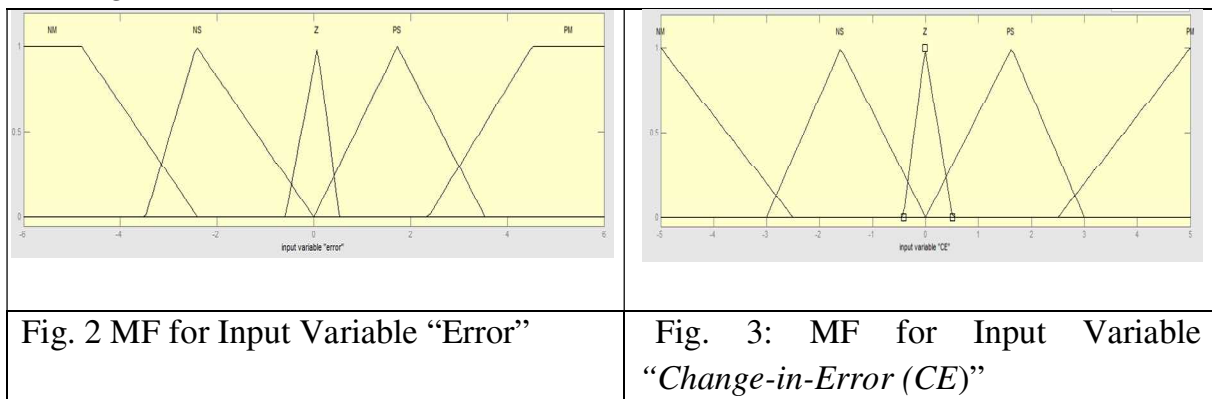 NM NS Z PS PM
1
0.5
0
-6 -4 -2 0 2 4 6
input variable "error"
NM NS Z PS PM
1
0.5
0
-5 -4 -3 -2 -1 0 1 2 3 4 5
input variable "CE"
Fig. 2 MF for Input Variable “Error”
Fig. 3: MF for Input Variable
“Change-in-Error (CE)”